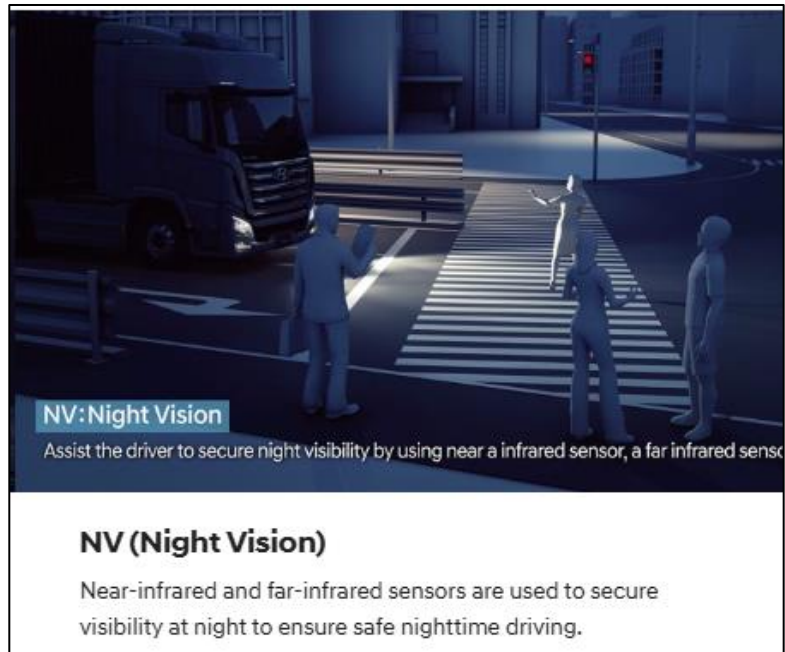 NV:Night Vision
Assist the driver to secure night visibility by using near a infrared sensor, a far infrared
NV (Night Vision)
Near-infrared and far-infrared sensors are used to secure
visibility at night to ensure safe nighttime driving.